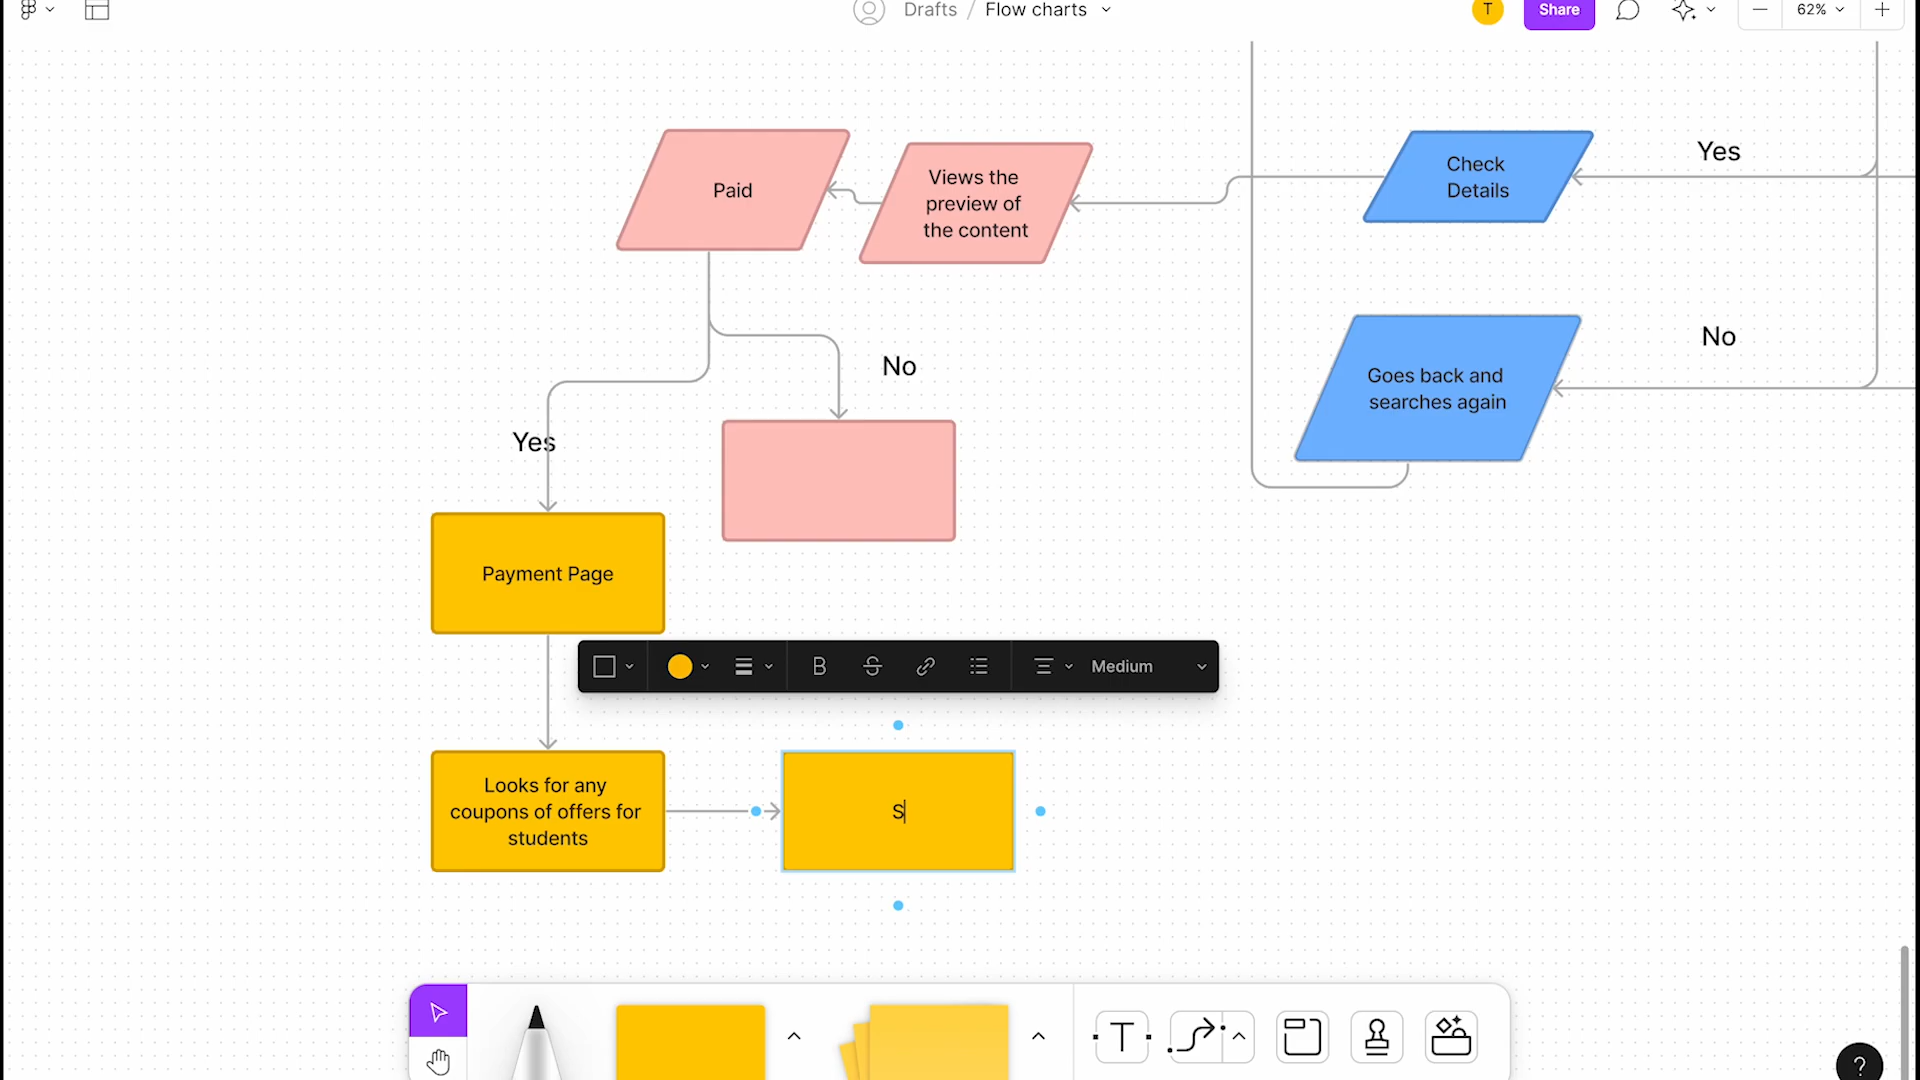 Drafts / Flow charts
T
Share
62%
Paid
Views the
preview of
the content
Check
Details
Yes
No
Goes back and
searches again
No
Yes
Payment Page
Medium
Looks for any
coupons of offers for
students
S
T
?